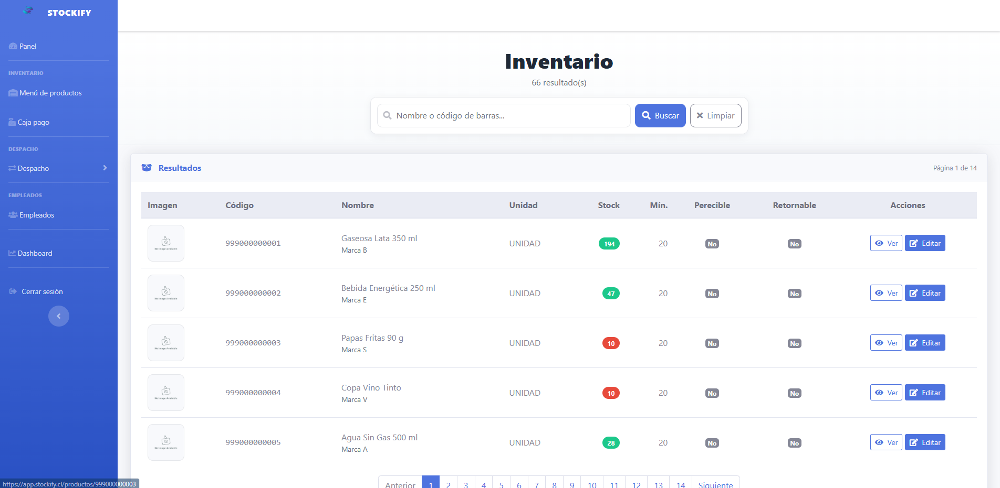 STOCKIFY
Panel
INVENTARIO
Menú de productos
Caja pago
DESPACHO
Despacho
EMPLEADOS
Empleados
Dashboard
Cerrar sesión
Inventario
66 resultado(s)
Nombre o código de barras...
Buscar
Limpiar
Resultados
Página 1 de 14
Imagen Código Nombre Unidad Stock Mín. Perecible Retornable Acciones
No Image Available
999000000001 Gaseosa Lata 350 ml UNIDAD 194 20 No No Ver Editar
Marca B
No Image Available
999000000002 Bebida Energética 250 ml UNIDAD 47 20 No No Ver Editar
Marca E
No Image Available
999000000003 Papas Fritas 90 g UNIDAD 10 20 No No Ver Editar
Marca S
No Image Available
999000000004 Copa Vino Tinto UNIDAD 10 20 No No Ver Editar
Marca V
No Image Available
999000000005 Agua Sin Gas 500 ml UNIDAD 28 20 No No Ver Editar
Marca A
Anterior 1 2 3 4 5 6 7 8 9 10 11 12 13 14 Siguiente
https://app.stockify.cl/productos/999000000003